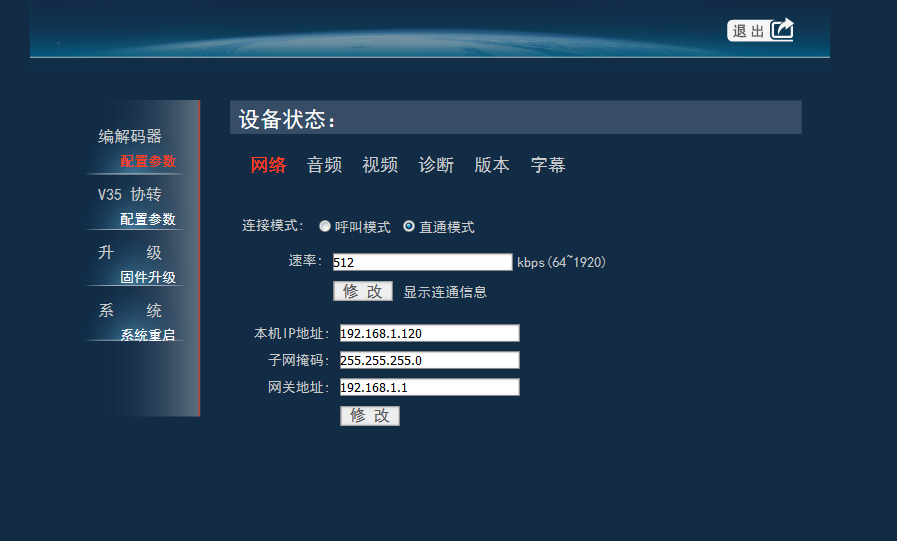 退出
编解码器
配置参数
V35 协转
配置参数
升 级
固件升级
系 统
系统重启
设备状态：
网络 音频 视频 诊断 版本 字幕
连接模式： 呼叫模式 直通模式
速率： 512 kbps(64~1920)
修 改 显示连通信息
本机IP地址： 192.168.1.120
子网掩码： 255.255.255.0
网关地址： 192.168.1.1
修 改